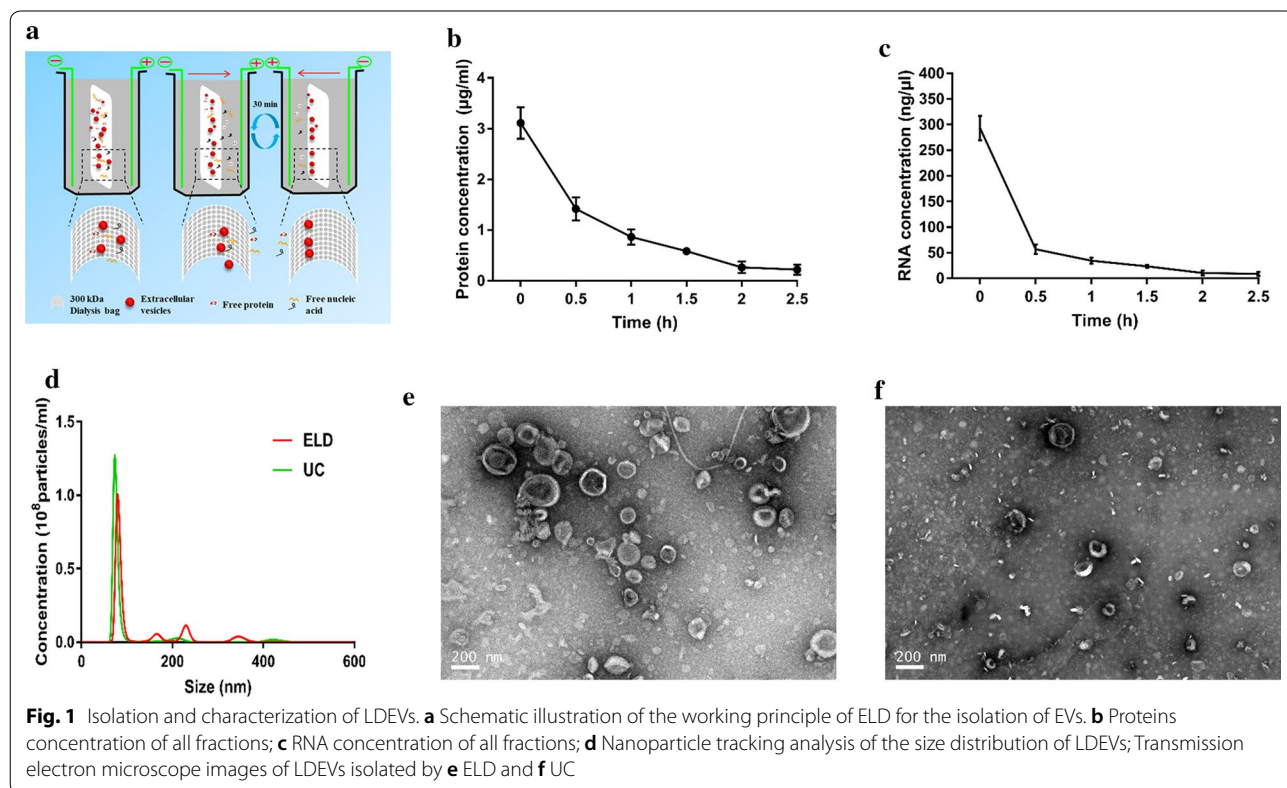 a
− + − + + −
30 min
300 kDa
Dialysis bag
Extracellular
vesicles
Free protein
Free nucleic
acid
b
Protein concentration (µg/ml)
4
3
2
1
0
0 0.5 1 1.5 2 2.5
Time (h)
c
RNA concentration (ng/µl)
400
350
300
250
200
150
100
50
0
0 0.5 1 1.5 2 2.5
Time (h)
d
Concentration (10⁸particles/ml)
1.5
1.0
0.5
0.0
0 200 400 600
Size (nm)
ELD
UC
e
200 nm
f
200 nm
Fig. 1 Isolation and characterization of LDEVs. a Schematic illustration of the working principle of ELD for the isolation of EVs. b Proteins
concentration of all fractions; c RNA concentration of all fractions; d Nanoparticle tracking analysis of the size distribution of LDEVs; Transmission
electron microscope images of LDEVs isolated by e ELD and f UC